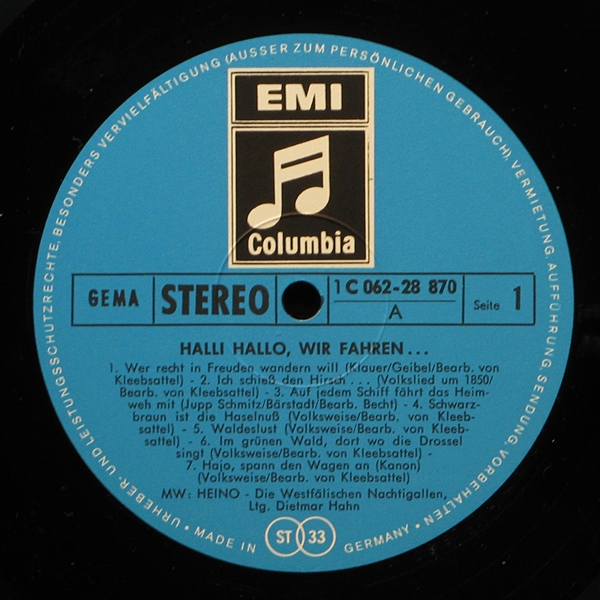 URHEBER- UND LEISTUNGSSCHUTZRECHTE, BESONDERS VERVIELFÄLTIGUNG (AUSSER ZUM PERSÖNLICHEN GEBRAUCH), VERMIETUNG, AUFFÜHRUNG, SENDUNG, VORBEHALTEN •
EMI
Columbia
GEMA
STEREO
1 C 062-28 870
A
Seite 1
HALLI HALLO, WIR FAHREN...
1. Wer recht in Freuden wandern will (Klauer/Geibel/Bearb. von
Kleebsattel) - 2. Ich schieß den Hirsch ... (Volkslied um 1850/
Bearb. von Kleebsattel) - 3. Auf jedem Schiff fährt das Heim-
weh mit (Jupp Schmitz/Bärstadt/Bearb. Becht) - 4. Schwarz-
braun ist die Haselnuß (Volksweise/Bearb. von Kleeb-
sattel) - 5. Waldeslust (Volksweise/Bearb. von Kleeb-
sattel) - 6. Im grünen Wald, dort wo die Drossel
singt (Volksweise/Bearb. von Kleebsattel) -
7. Hajo, spann den Wagen an (Kanon)
(Volksweise/Bearb. von Kleebsattel)
MW: HEINO - Die Westfälischen Nachtigallen,
Ltg. Dietmar Hahn
• MADE IN
ST 33
GERMANY •